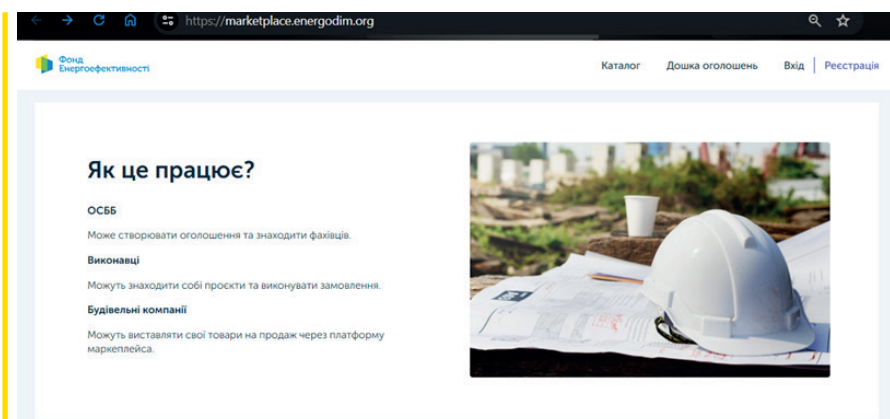 https://marketplace.energodim.org
Фонд
Енергоефективності
Каталог
Дошка оголошень
Вхід
Реєстрація
Як це працює?
ОСББ
Може створювати оголошення та знаходити фахівців.
Виконавці
Можуть знаходити собі проєкти та виконувати замовлення.
Будівельні компанії
Можуть виставляти свої товари на продаж через платформу
маркеплейса.